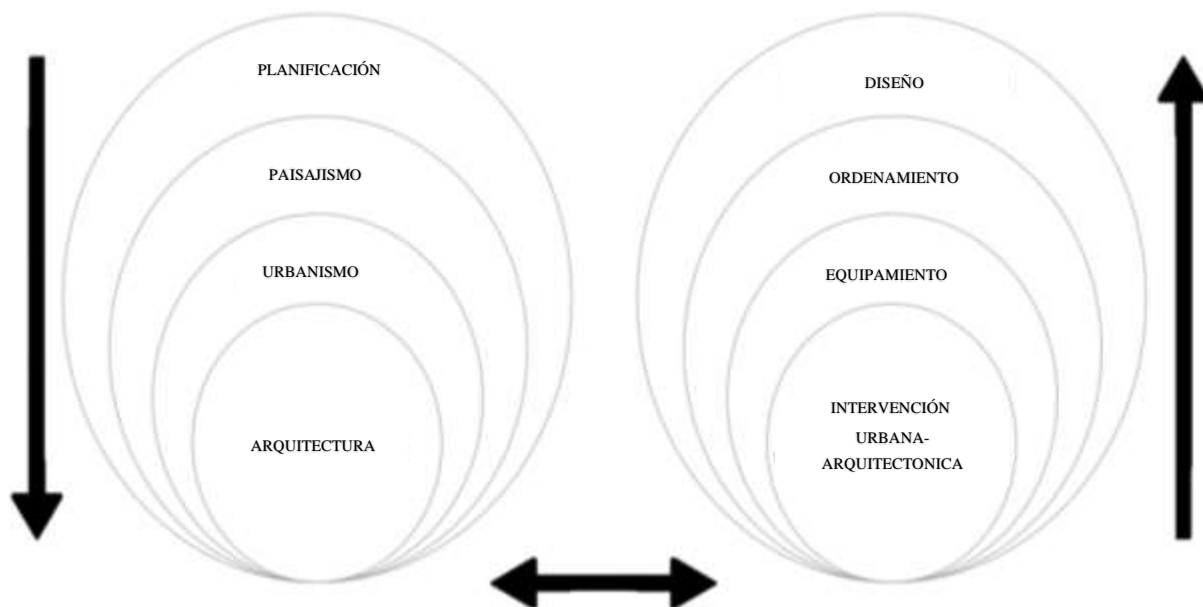 PLANIFICACIÓN
PAISAJISMO
URBANISMO
ARQUITECTURA
DISEÑO
ORDENAMIENTO
EQUIPAMIENTO
INTERVENCIÓN
URBANA-
ARQUITECTONICA